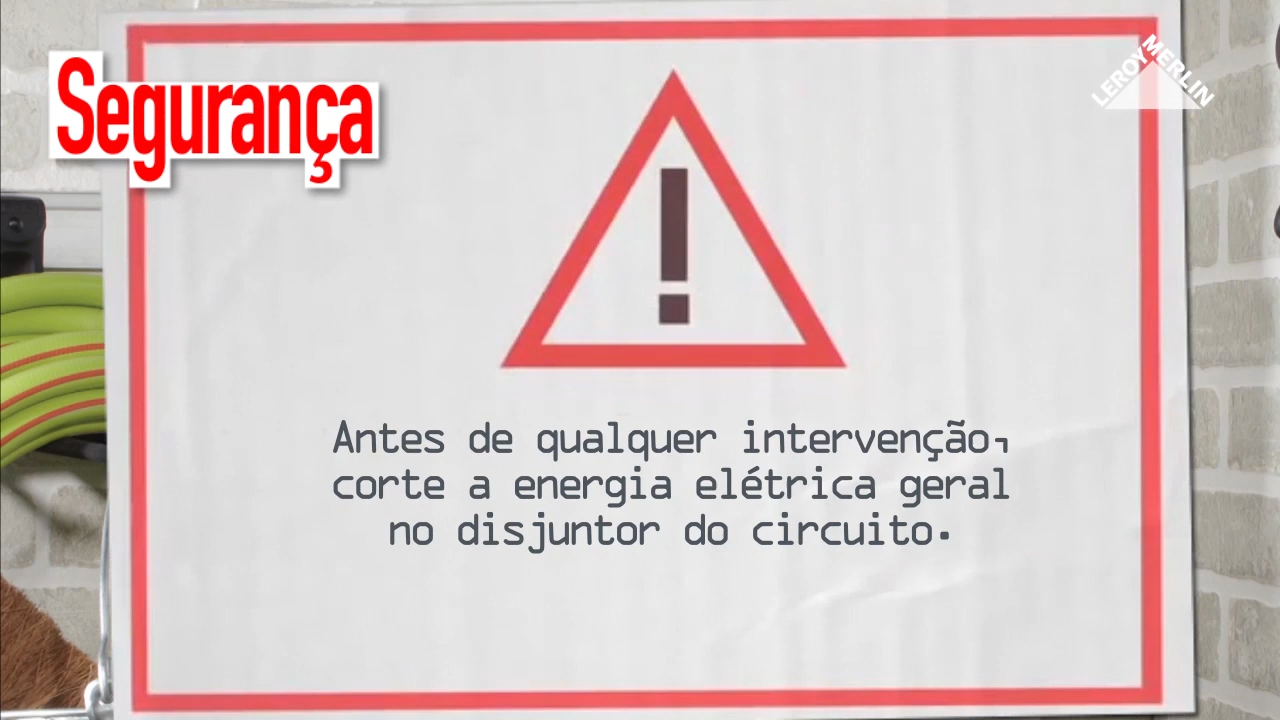 Segurança
LEROY MERLIN
Antes de qualquer intervenção,
corte a energia elétrica geral
no disjuntor do circuito.